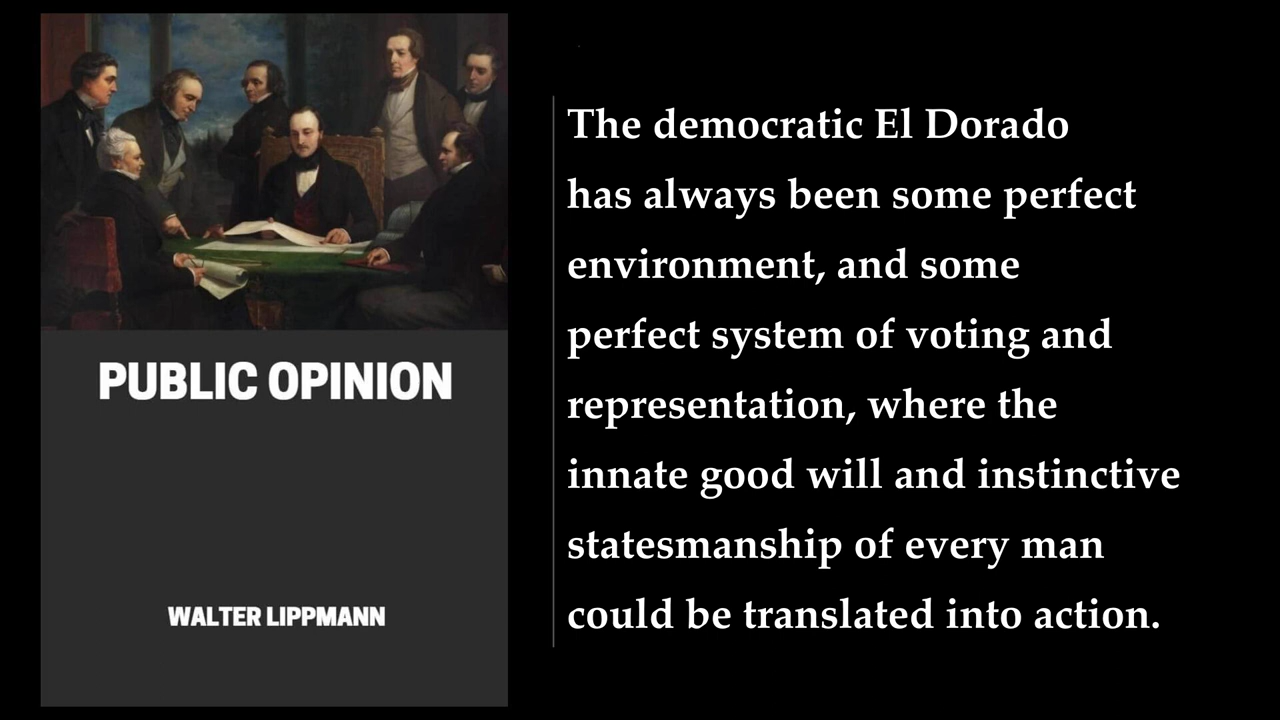 PUBLIC OPINION
WALTER LIPPMANN
The democratic El Dorado
has always been some perfect
environment, and some
perfect system of voting and
representation, where the
innate good will and instinctive
statesmanship of every man
could be translated into action.